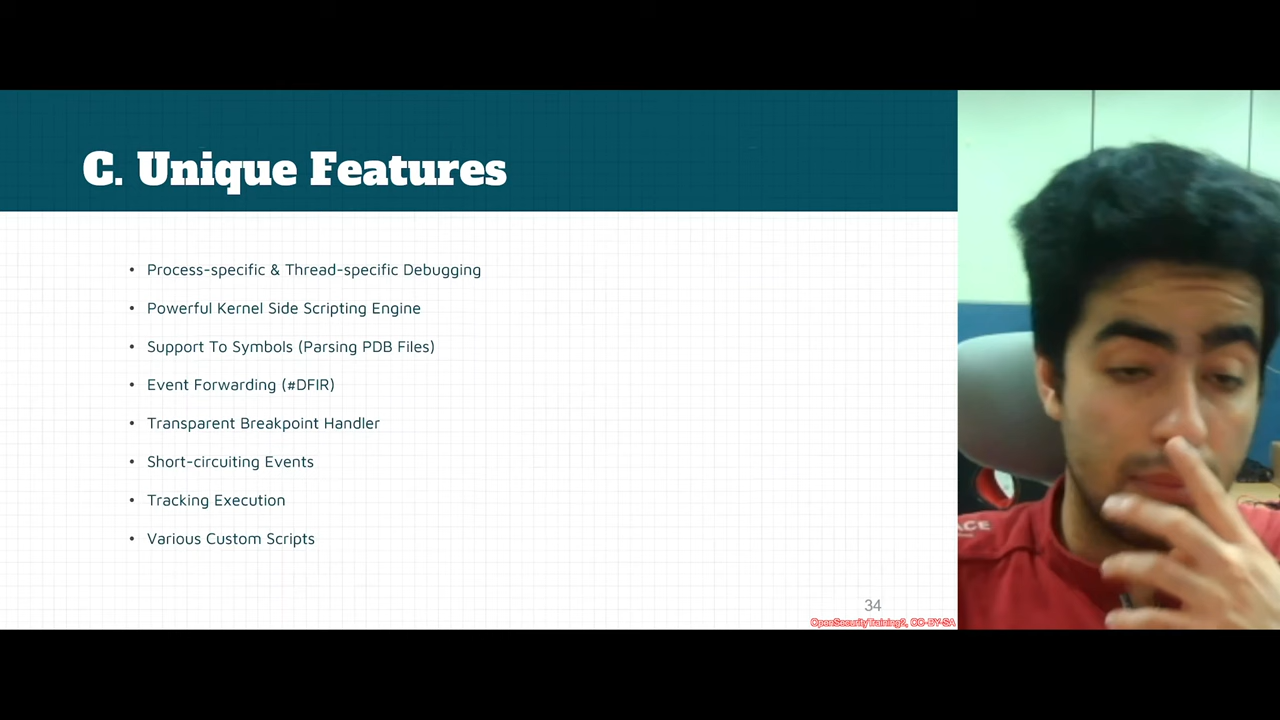 C. Unique Features
• Process-specific & Thread-specific Debugging
• Powerful Kernel Side Scripting Engine
• Support To Symbols (Parsing PDB Files)
• Event Forwarding (#DFIR)
• Transparent Breakpoint Handler
• Short-circuiting Events
• Tracking Execution
• Various Custom Scripts
34
OpenSecurityTraining2, CC-BY-SA